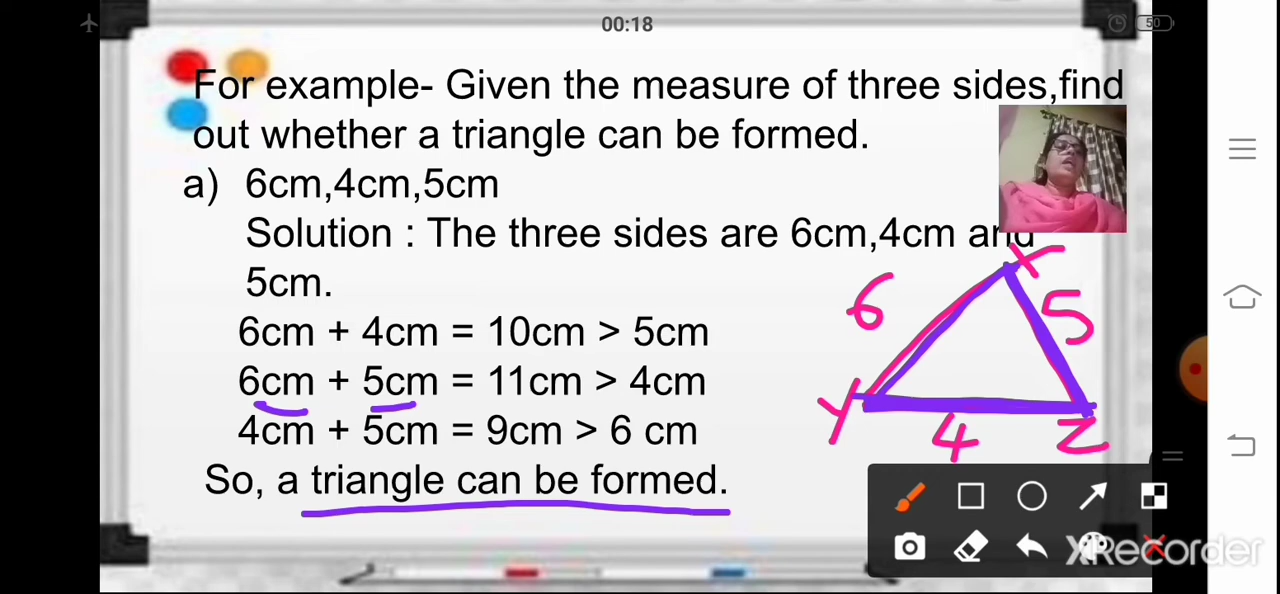 00:18
50
For example- Given the measure of three sides,find
out whether a triangle can be formed.
a) 6cm,4cm,5cm
Solution : The three sides are 6cm,4cm and
5cm.
6cm + 4cm = 10cm > 5cm
6cm + 5cm = 11cm > 4cm
4cm + 5cm = 9cm > 6 cm
So, a triangle can be formed.
X
6
5
Y
4
Z
XRecorder